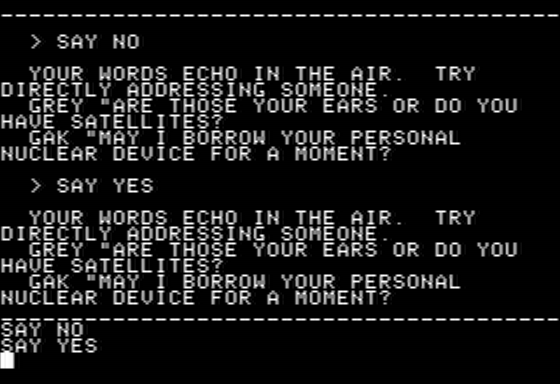 > SAY NO
YOUR WORDS ECHO IN THE AIR.  TRY
DIRECTLY ADDRESSING SOMEONE.
GREY "ARE THOSE YOUR EARS OR DO YOU
HAVE SATELLITES?
GAK "MAY I BORROW YOUR PERSONAL
NUCLEAR DEVICE FOR A MOMENT?
> SAY YES
YOUR WORDS ECHO IN THE AIR.  TRY
DIRECTLY ADDRESSING SOMEONE.
GREY "ARE THOSE YOUR EARS OR DO YOU
HAVE SATELLITES?
GAK "MAY I BORROW YOUR PERSONAL
NUCLEAR DEVICE FOR A MOMENT?
SAY NO
SAY YES